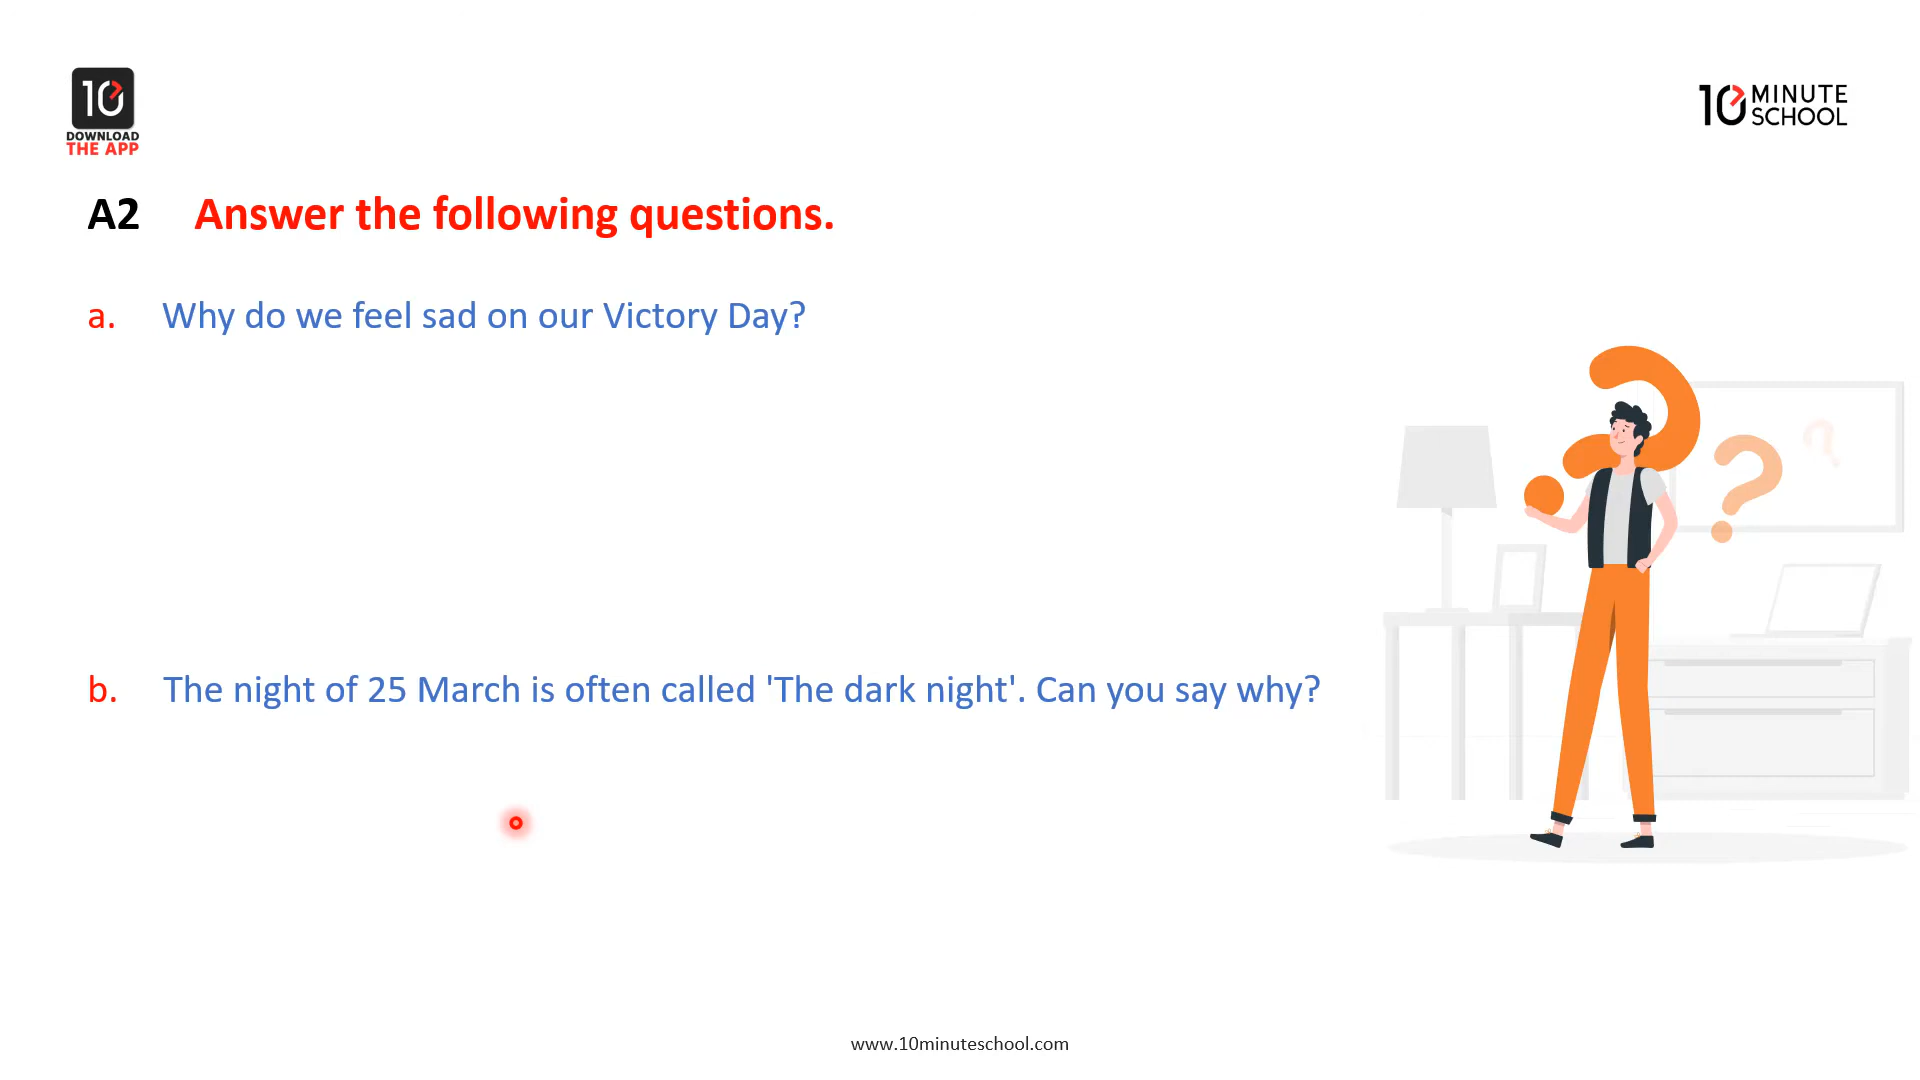 10
DOWNLOAD
THE APP
10 MINUTE
SCHOOL
A2 Answer the following questions.
a. Why do we feel sad on our Victory Day?
b. The night of 25 March is often called 'The dark night'. Can you say why?
www.10minuteschool.com